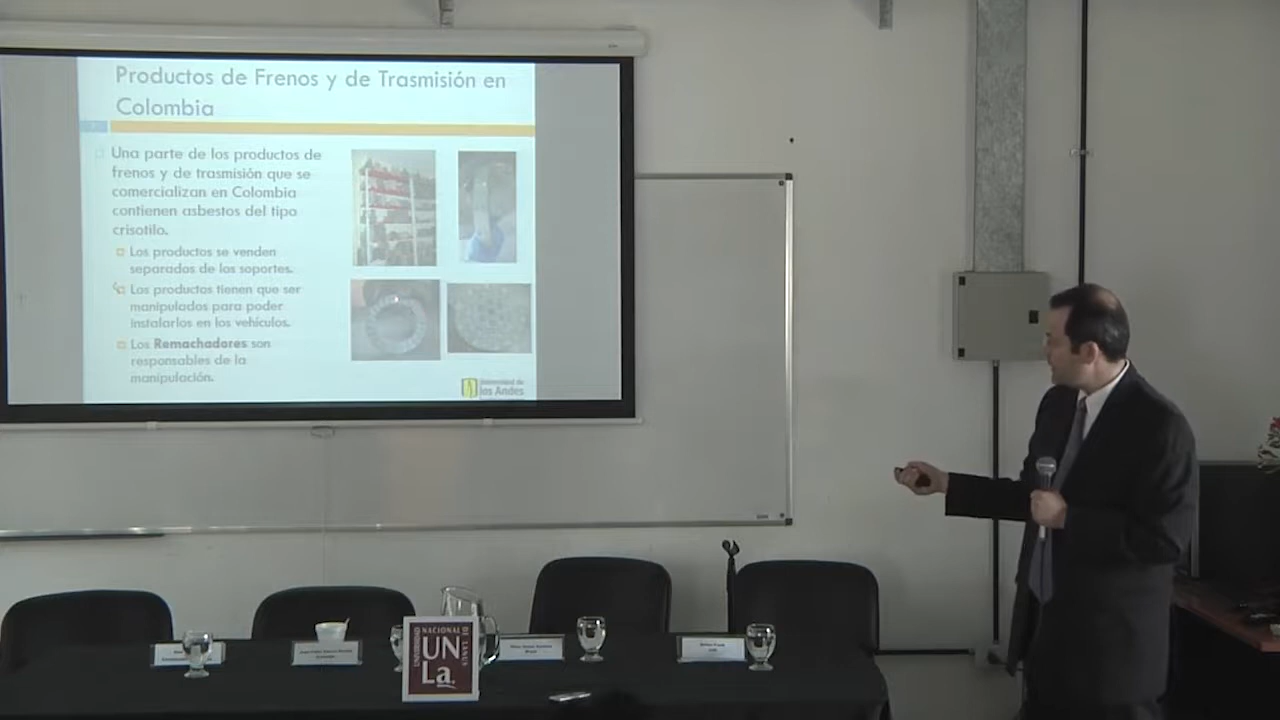 Productos de Frenos y de Trasmisión en
Colombia
Una parte de los productos de
frenos y de trasmisión que se
comercializan en Colombia
contienen asbestos del tipo
crisotilo.
Los productos se venden
separados de los soportes.
Los productos tienen que ser
manipulados para poder
instalarlos en los vehículos.
Los Remachadores son
responsables de la
manipulación.
Universidad de
los Andes
UNIVERSIDAD
NACIONAL
DE LANUS
UN
La.